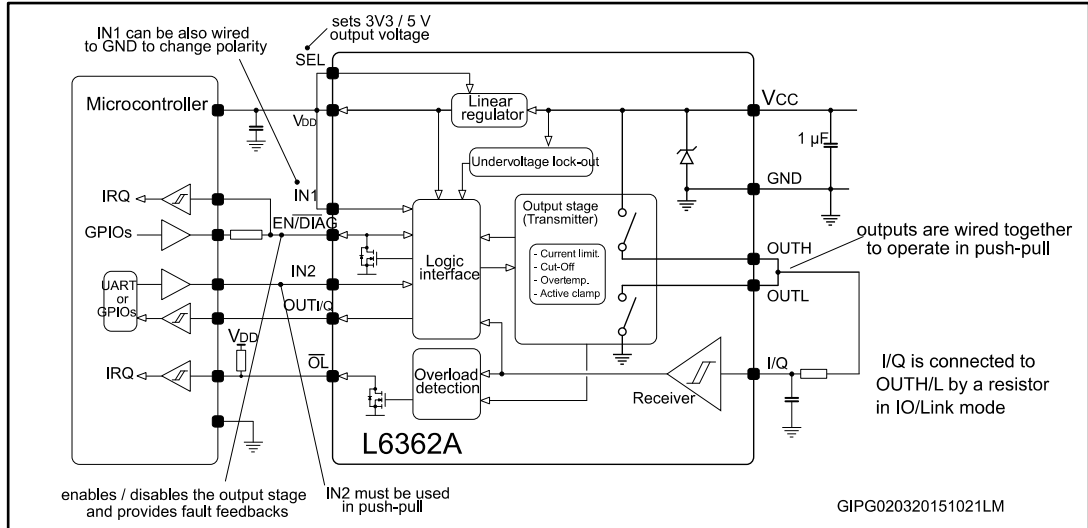 IN1 can be also wired
to GND to change polarity
sets 3V3 / 5 V
output voltage
SEL
Microcontroller
VDD
Linear
regulator
VCC
1 µF
Undervoltage lock-out
GND
IRQ
IN1
EN/DIAG
GPIOs
Output stage
(Transmitter)
- Current limit.
- Cut-Off
- Overtemp.
- Active clamp
outputs are wired together
to operate in push-pull
OUTH
OUTL
Logic
interface
IN2
UART
or
GPIOs
OUTI/Q
VDD
OL
IRQ
Overload
detection
Receiver
I/Q
I/Q is connected to
OUTH/L by a resistor
in IO/Link mode
L6362A
enables / disables the output stage
and provides fault feedbacks
IN2 must be used
in push-pull
GIPG020320151021LM